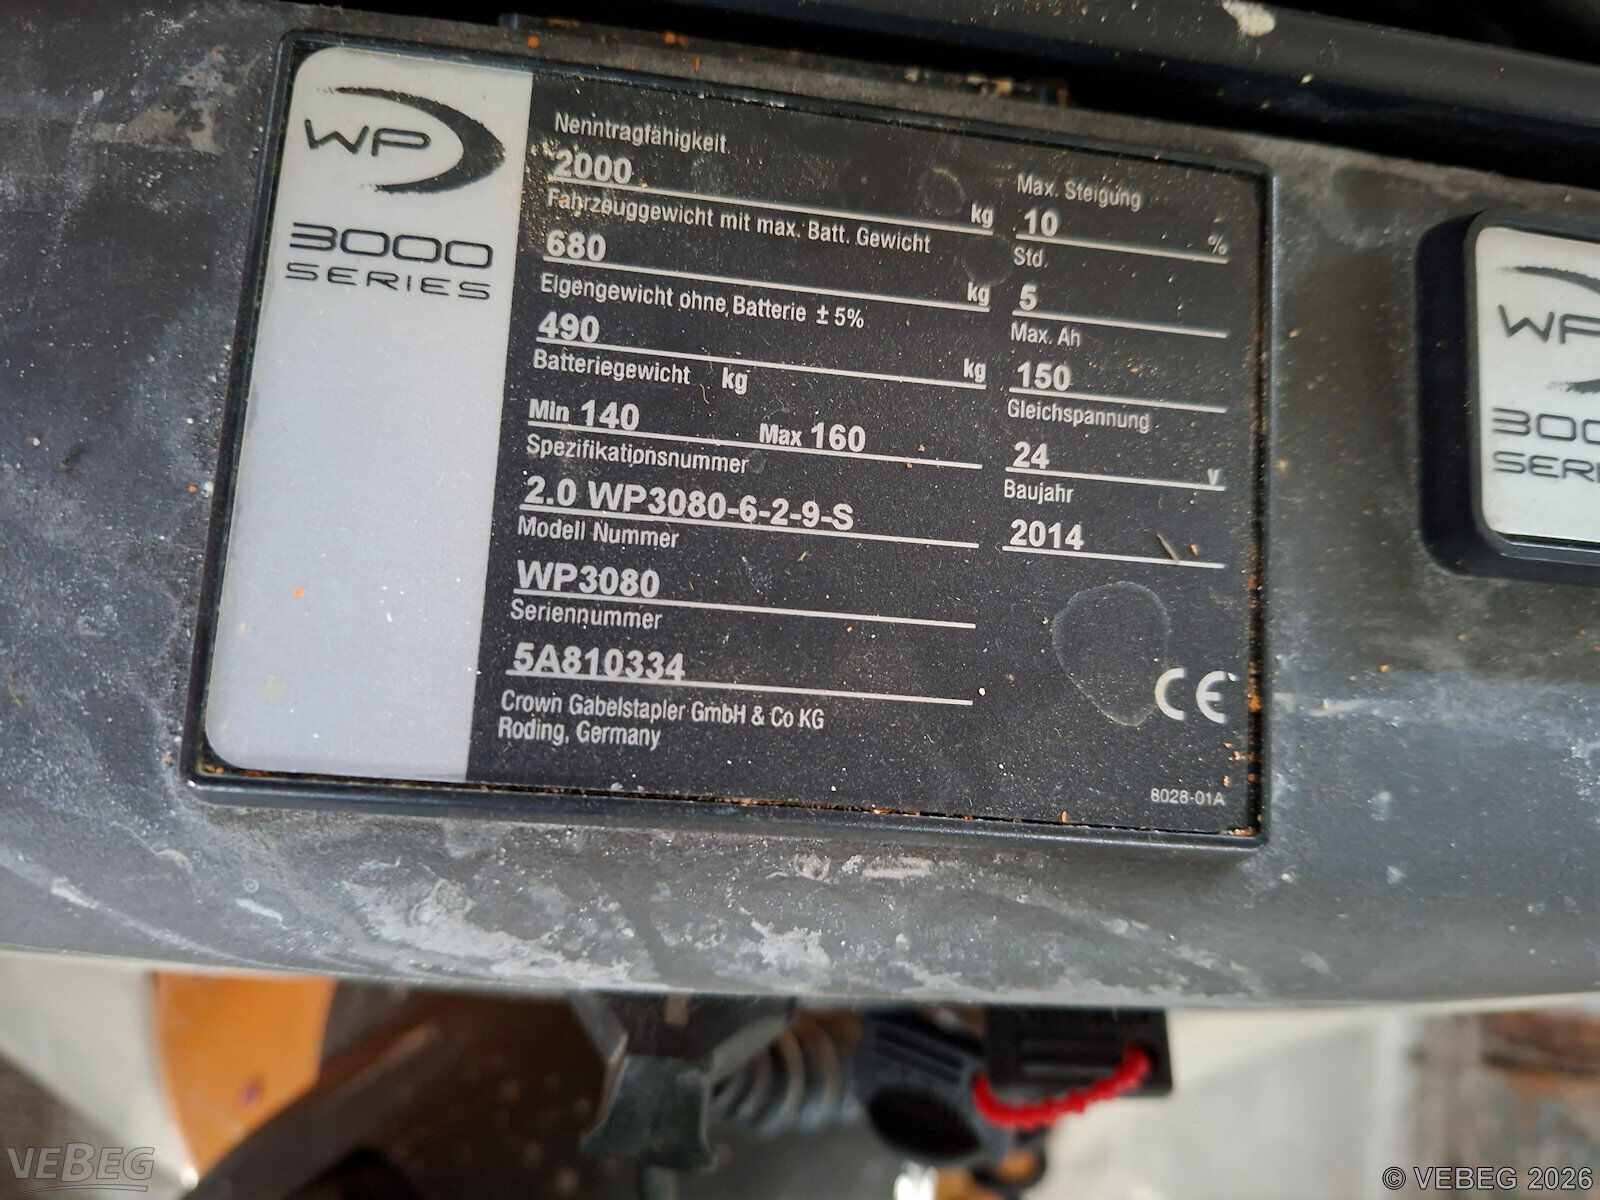 WP
3000
SERIES
Nenntragfähigkeit
2000 kg
Fahrzeuggewicht mit max. Batt. Gewicht
680 kg
Eigengewicht ohne Batterie ± 5%
490 kg
Batteriegewicht kg
Min 140 Max 160
Spezifikationsnummer
2.0 WP3080-6-2-9-S
Modell Nummer
WP3080
Seriennummer
5A810334
Crown Gabelstapler GmbH & Co KG
Roding, Germany
Max. Steigung
10 %
Std.
5
Max. Ah
150
Gleichspannung
24 V
Baujahr
2014
CE
8028-01A
WP
300
SERI
VEBEG
© VEBEG 2026